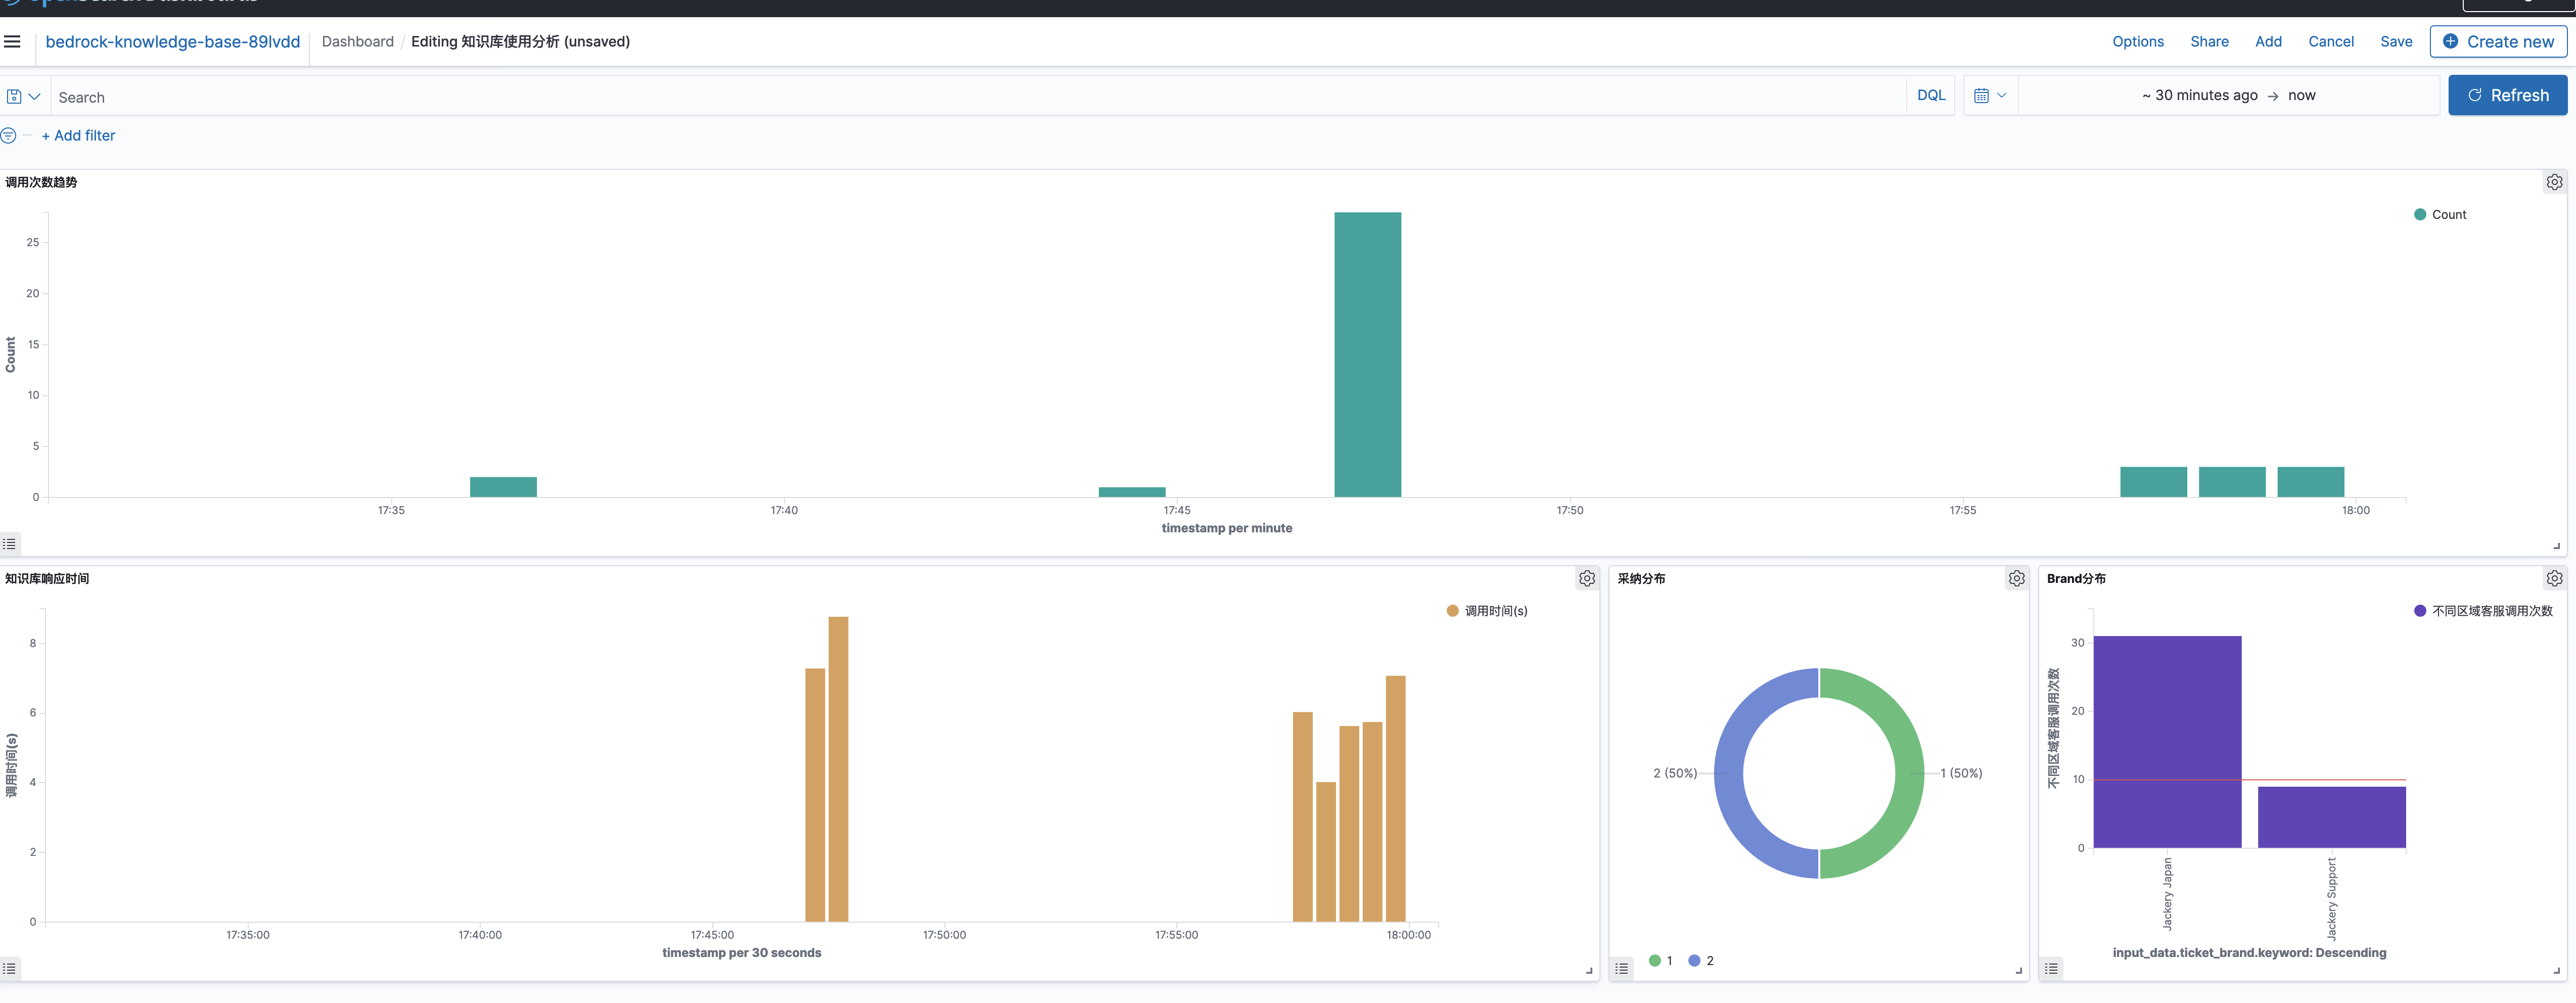 bedrock-knowledge-base-89lvdd
Dashboard / Editing 知识库使用分析 (unsaved)
Options Share Add Cancel Save Create new
Search
DQL
~ 30 minutes ago → now
Refresh
+ Add filter
调用次数趋势
Count
25
20
15
10
5
0
Count
17:35 17:40 17:45 17:50 17:55 18:00
timestamp per minute
知识库响应时间
调用时间(s)
8
6
4
2
0
调用时间(s)
17:35:00 17:40:00 17:45:00 17:50:00 17:55:00 18:00:00
timestamp per 30 seconds
采纳分布
2 (50%)
1 (50%)
1 2
Brand分布
不同区域客服调用次数
30
20
10
0
不同区域客服调用次数
Jackery Japan
Jackery Support
input_data.ticket_brand.keyword: Descending